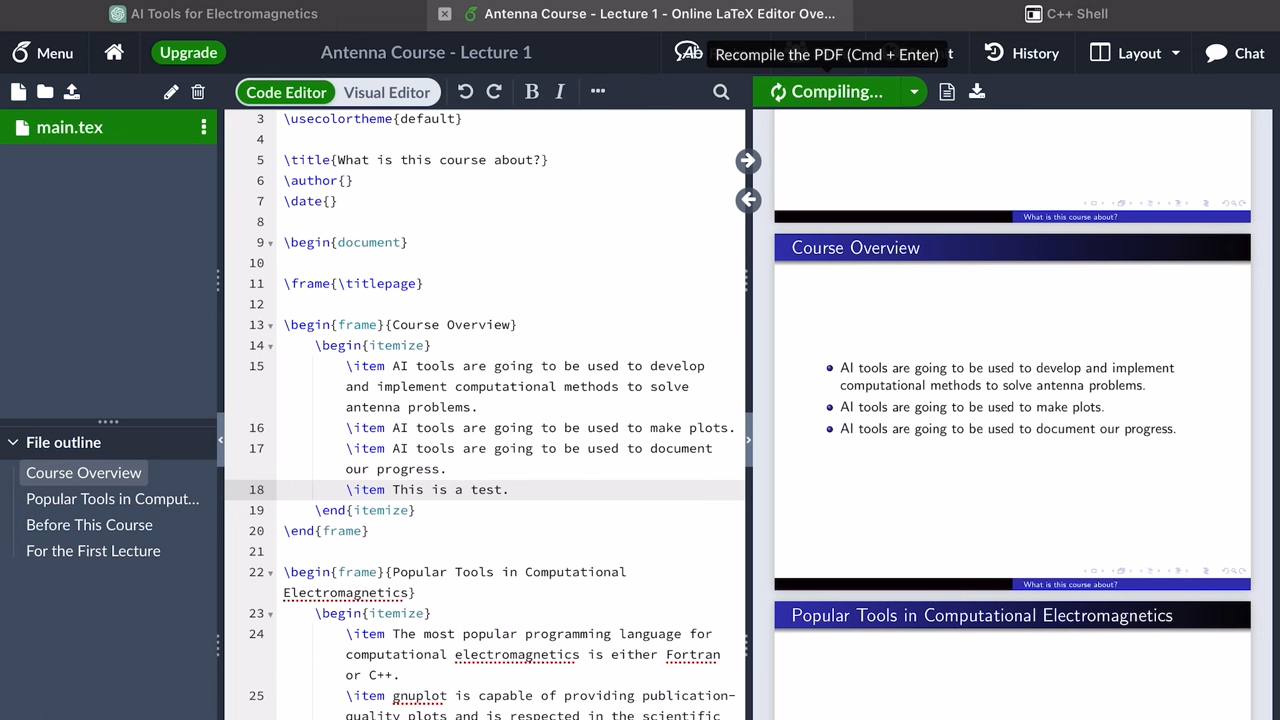 AI Tools for Electromagnetics
Antenna Course - Lecture 1 - Online LaTeX Editor Ove...
C++ Shell
Menu
Upgrade
Antenna Course - Lecture 1
Recompile the PDF (Cmd + Enter)
History
Layout
Chat
Code Editor
Visual Editor
B
I
Compiling...
main.tex
3 \usecolortheme{default}
4
5 \title{What is this course about?}
6 \author{}
7 \date{}
8
9 \begin{document}
10
11 \frame{\titlepage}
12
13 \begin{frame}{Course Overview}
14 \begin{itemize}
15 \item AI tools are going to be used to develop
and implement computational methods to solve
antenna problems.
16 \item AI tools are going to be used to make plots.
17 \item AI tools are going to be used to document
our progress.
18 \item This is a test.
19 \end{itemize}
20 \end{frame}
21
22 \begin{frame}{Popular Tools in Computational
Electromagnetics}
23 \begin{itemize}
24 \item The most popular programming language for
computational electromagnetics is either Fortran
or C++.
25 \item gnuplot is capable of providing publication-
quality plots and is respected in the scientific
File outline
Course Overview
Popular Tools in Comput...
Before This Course
For the First Lecture
What is this course about?
Course Overview
AI tools are going to be used to develop and implement
computational methods to solve antenna problems.
AI tools are going to be used to make plots.
AI tools are going to be used to document our progress.
What is this course about?
Popular Tools in Computational Electromagnetics